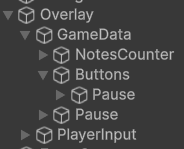 Overlay
GameData
NotesCounter
Buttons
Pause
Pause
PlayerInput